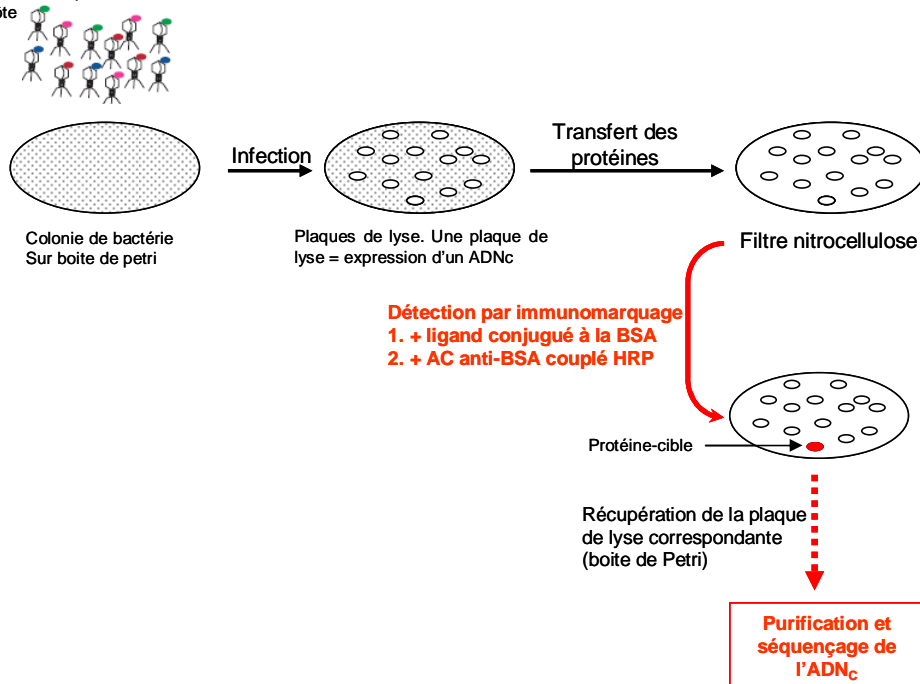 ôte
Infection
Transfert des
protéines
Colonie de bactérie
Sur boite de petri
Plaques de lyse. Une plaque de
lyse = expression d'un ADNc
Filtre nitrocellulose
Détection par immunomarquage
1. + ligand conjugué à la BSA
2. + AC anti-BSA couplé HRP
Protéine-cible
Récupération de la plaque
de lyse correspondante
(boite de Petri)
Purification et
séquençage de
l'ADNC